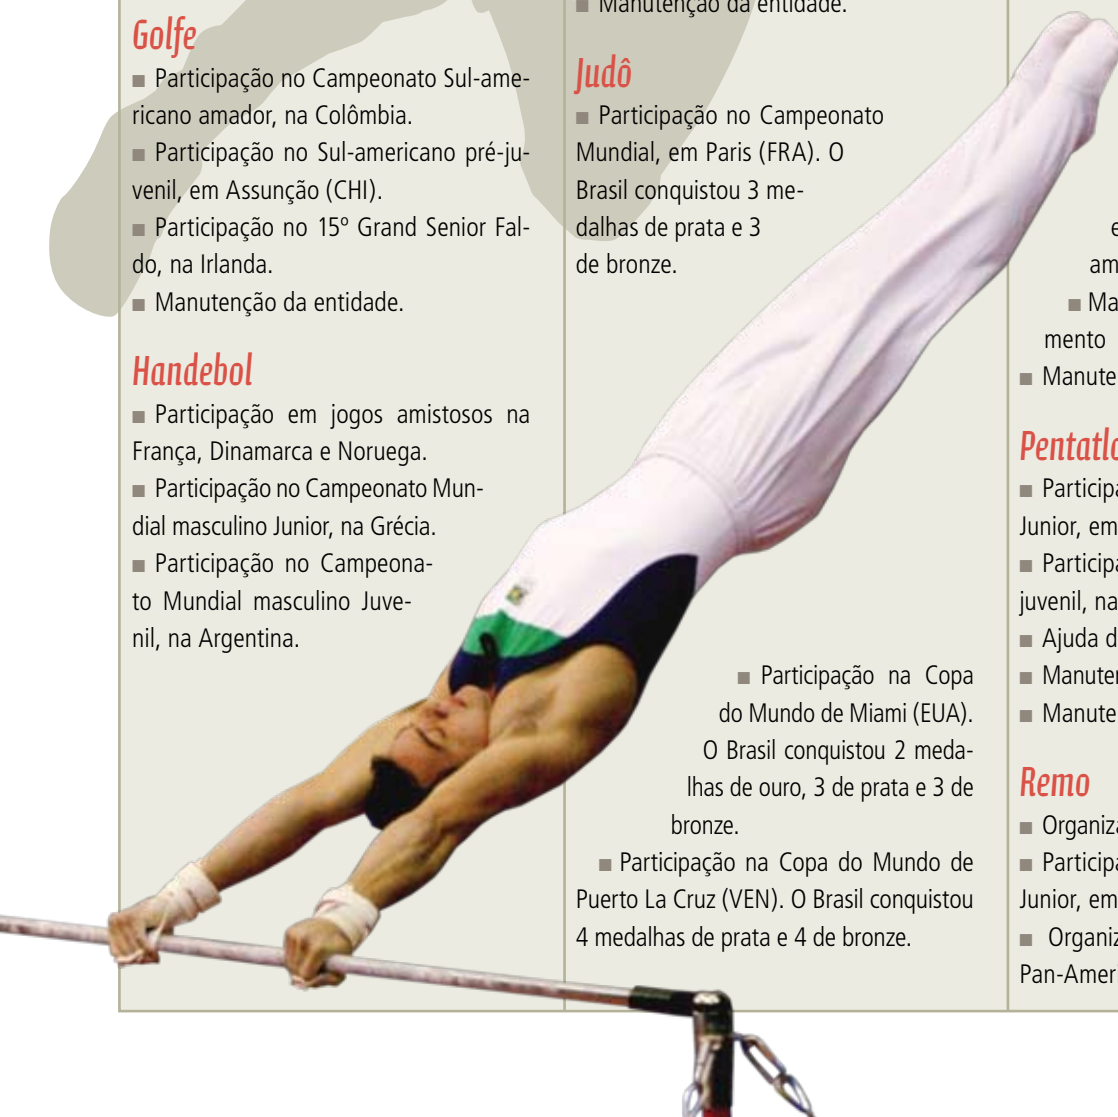 Golfe
■ Participação no Campeonato Sul-ame-
ricano amador, na Colômbia.
■ Participação no Sul-americano pré-ju-
venil, em Assunção (CHI).
■ Participação no 15º Grand Senior Fal-
do, na Irlanda.
■ Manutenção da entidade.
Handebol
■ Participação em jogos amistosos na
França, Dinamarca e Noruega.
■ Participação no Campeonato Mun-
dial masculino Junior, na Grécia.
■ Participação no Campeona-
to Mundial masculino Juve-
nil, na Argentina.
■ Manutenção da entidade.
Judô
■ Participação no Campeonato
Mundial, em Paris (FRA). O
Brasil conquistou 3 me-
dalhas de prata e 3
de bronze.
■ Participação na Copa
do Mundo de Miami (EUA).
O Brasil conquistou 2 meda-
lhas de ouro, 3 de prata e 3 de
bronze.
■ Participação na Copa do Mundo de
Puerto La Cruz (VEN). O Brasil conquistou
4 medalhas de prata e 4 de bronze.
am
■ Ma
mento
■ Manute
Pentatlo
■ Particip
Junior, em
■ Particip
juvenil, na
■ Ajuda d
■ Manute
■ Manute
Remo
■ Organiz
■ Particip
Junior, em
■ Organiz
Pan-Amer